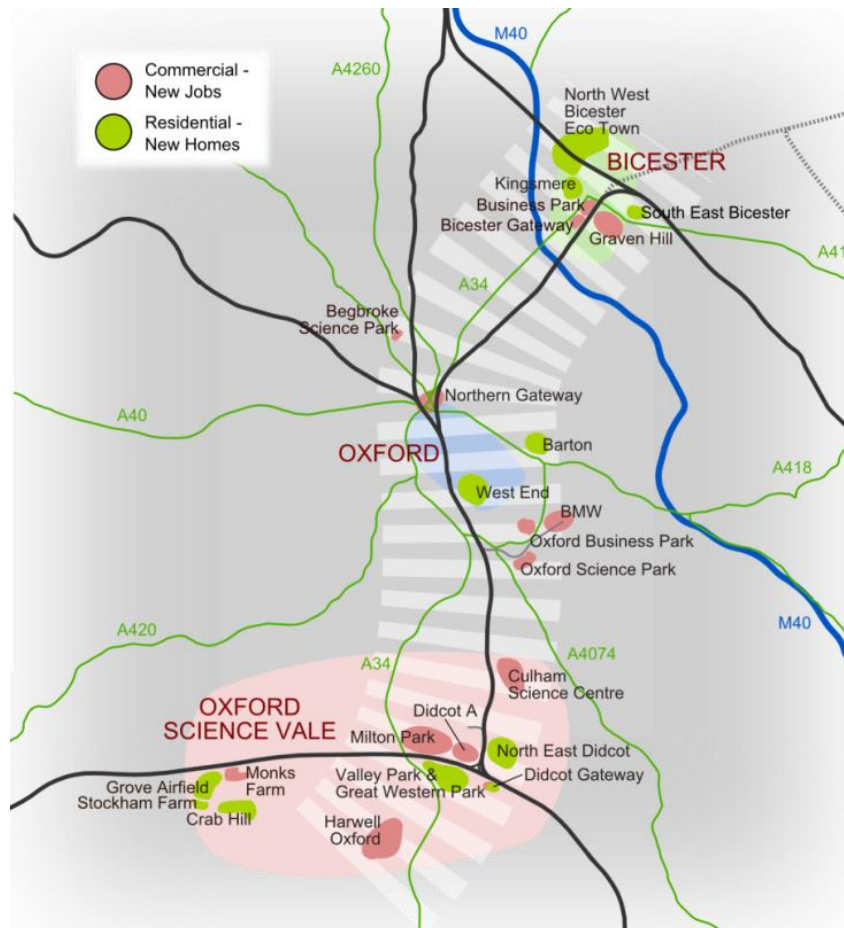 M40
A4260
Commercial -
New Jobs
Residential -
New Homes
North West
Bicester
Eco Town
BICESTER
Kingsmere
Business Park
Bicester Gateway
South East Bicester
Graven Hill
A41
A34
Begbroke
Science Park
Northern Gateway
A40
OXFORD
Barton
A418
West End
BMW
Oxford Business Park
Oxford Science Park
A420
M40
A34
A4074
Culham
Science Centre
OXFORD
SCIENCE VALE
Didcot A
Milton Park
North East Didcot
Monks
Farm
Valley Park &
Great Western Park
Didcot Gateway
Grove Airfield
Stockham Farm
Crab Hill
Harwell
Oxford